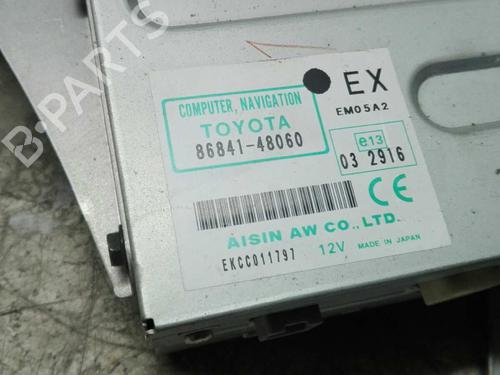 B-PARTS
COMPUTER, NAVIGATION
TOYOTA
86841-48060
EX
EM05A2
e13
03 2916
CE
AISIN AW CO., LTD.
EKCC011797 12V MADE IN JAPAN